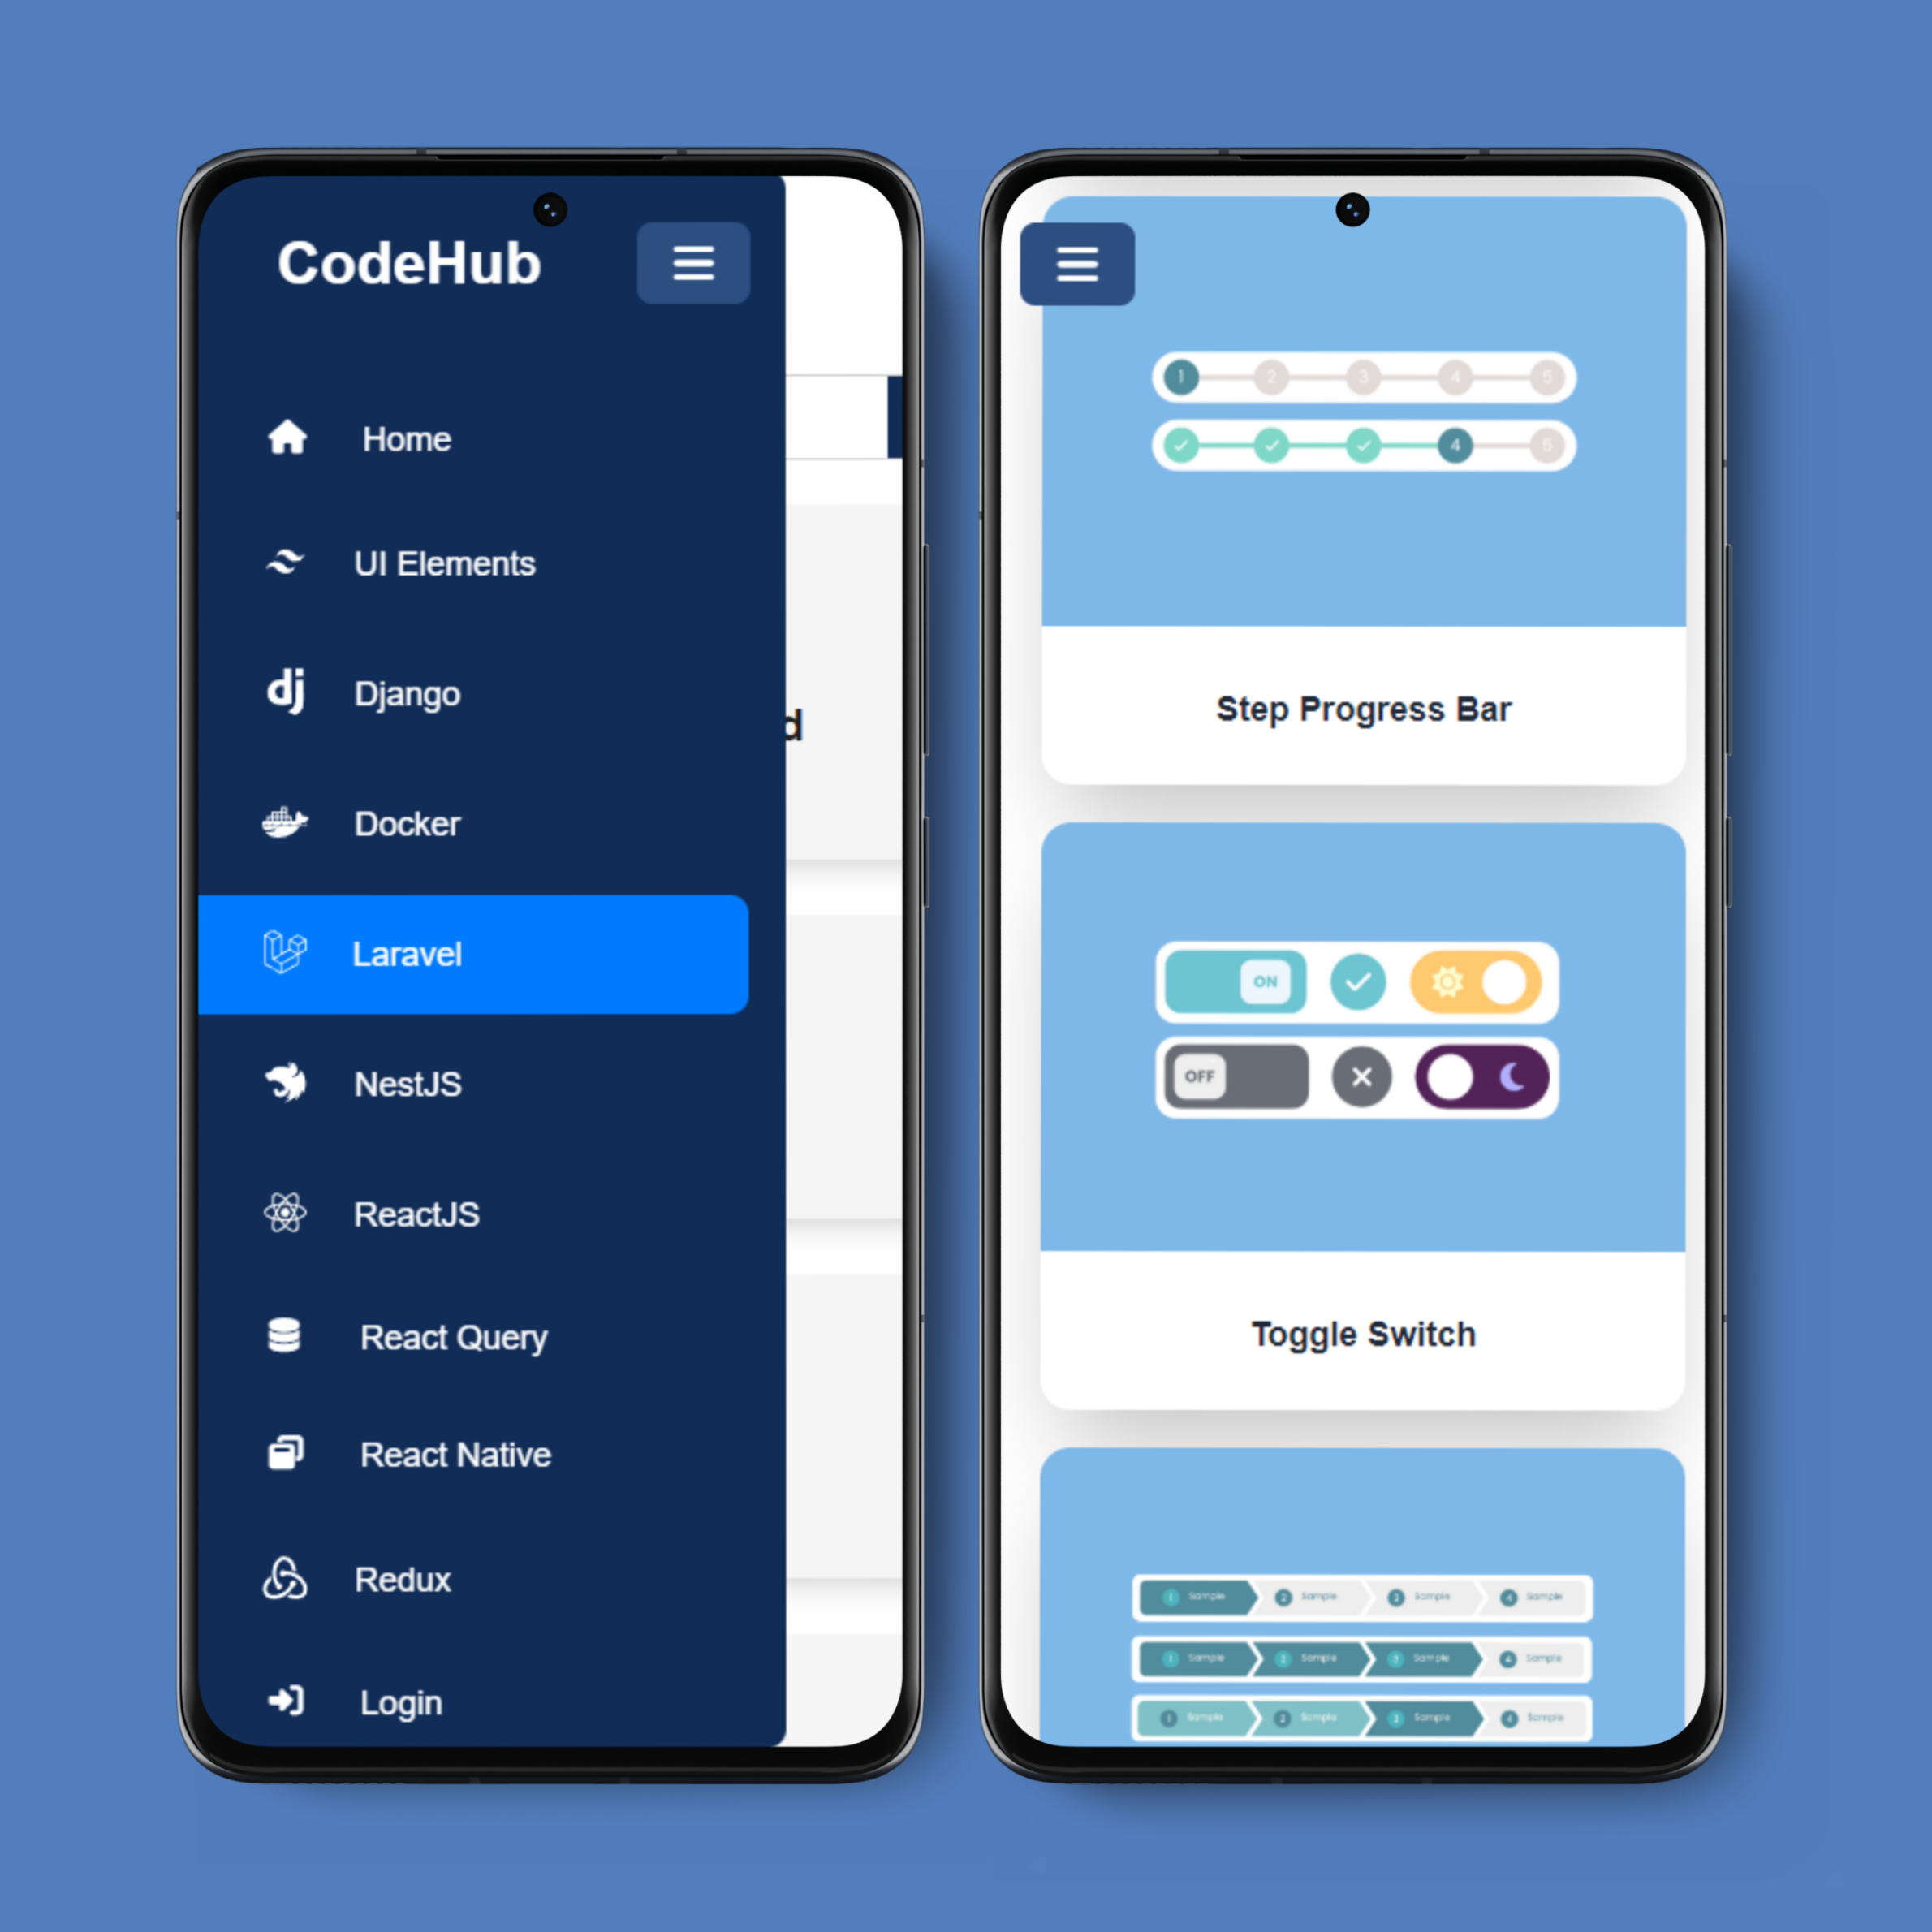 CodeHub
Home
UI Elements
Django
Docker
Laravel
NestJS
ReactJS
React Query
React Native
Redux
Login
d
1 2 3 4 5
4 5
Step Progress Bar
ON
OFF
Toggle Switch
1 Sample 2 Sample 3 Sample 4 Sample
1 Sample 2 Sample 3 Sample 4 Sample
1 Sample 2 Sample 3 Sample 4 Sample